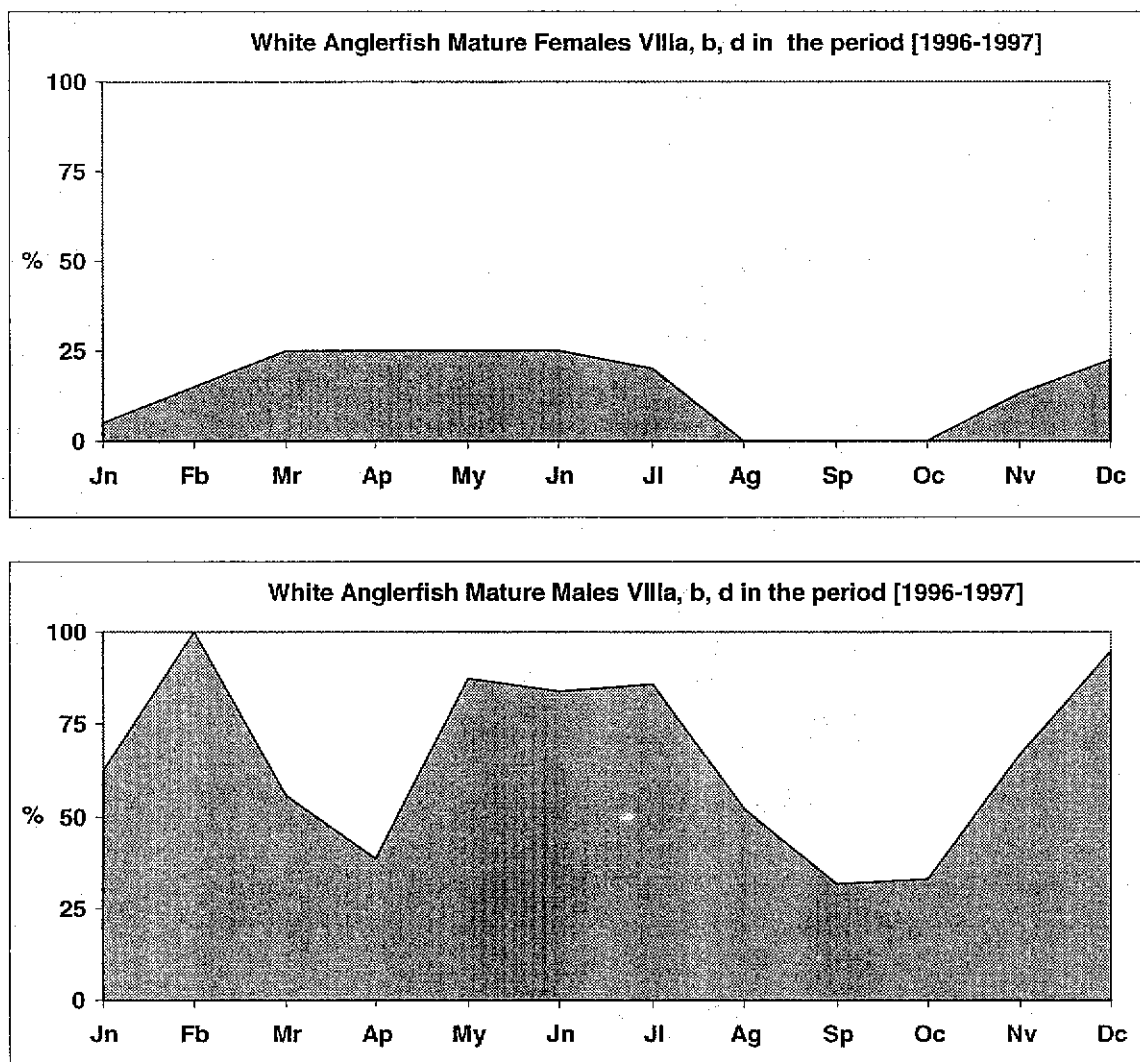 White Anglerfish Mature Females VIIIa, b, d in the period [1996-1997]
100
75
% 50
25
0
Jn Fb Mr Ap My Jn Jl Ag Sp Oc Nv Dc
White Anglerfish Mature Males VIIIa, b, d in the period [1996-1997]
100
75
% 50
25
0
Jn Fb Mr Ap My Jn Jl Ag Sp Oc Nv Dc